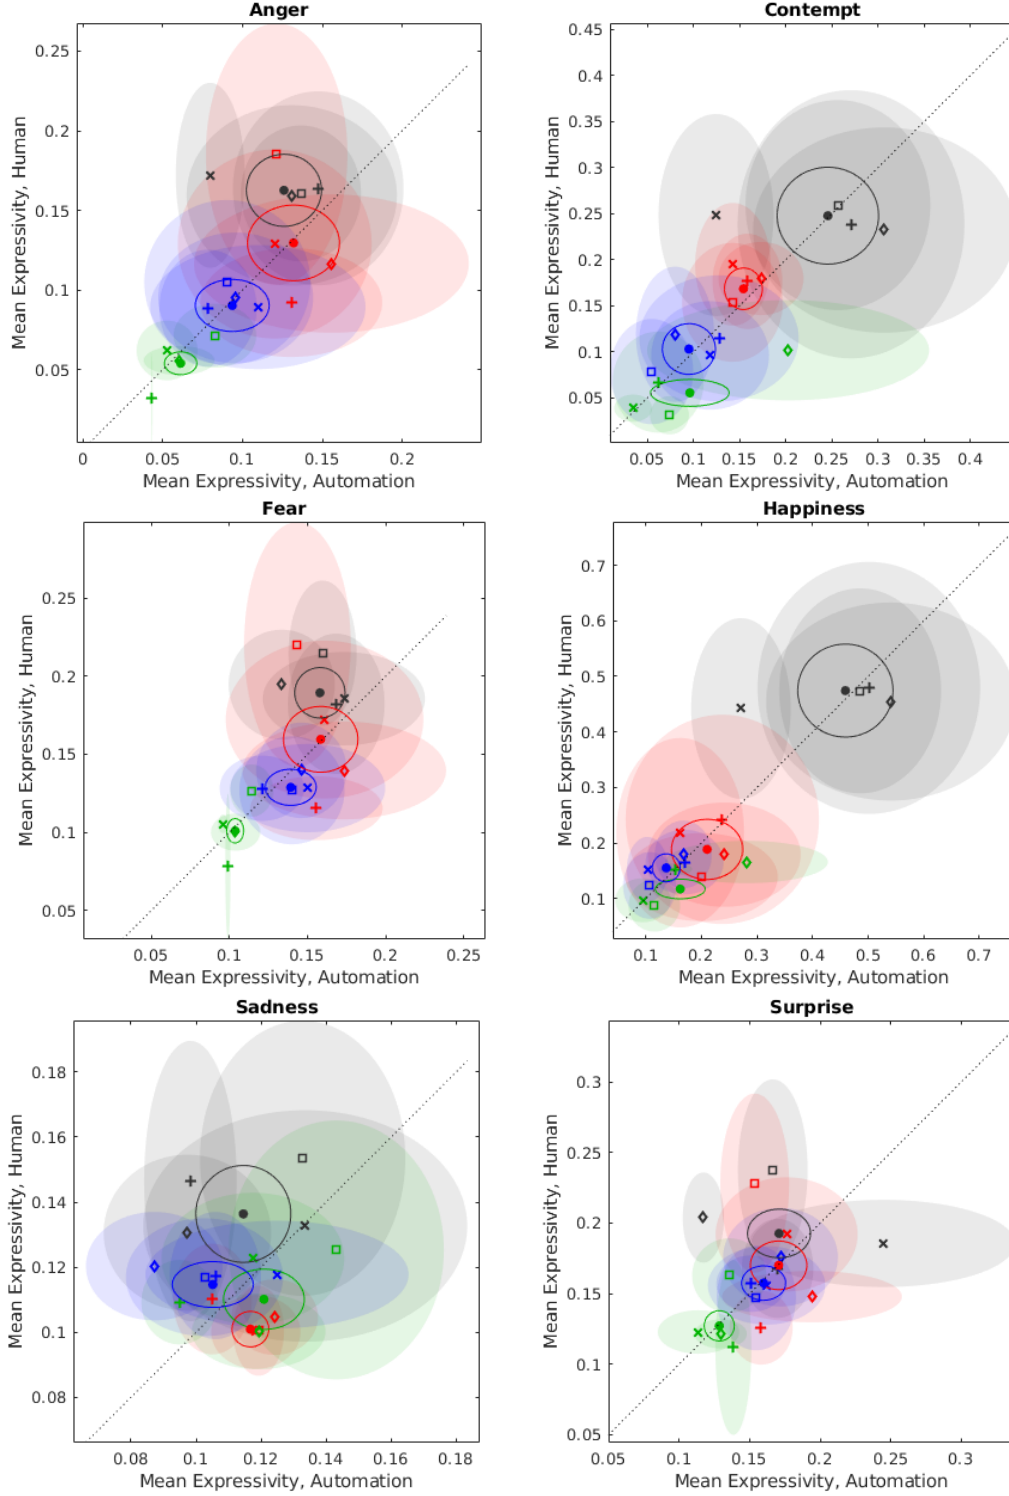 Anger
Mean Expressivity, Human
0.25
0.2
0.15
0.1
0.05
0 0.05 0.1 0.15 0.2
Mean Expressivity, Automation
Contempt
Mean Expressivity, Human
0.45
0.4
0.35
0.3
0.25
0.2
0.15
0.1
0.05
0.05 0.1 0.15 0.2 0.25 0.3 0.35 0.4
Mean Expressivity, Automation
Fear
Mean Expressivity, Human
0.25
0.2
0.15
0.1
0.05
0.05 0.1 0.15 0.2 0.25
Mean Expressivity, Automation
Happiness
Mean Expressivity, Human
0.7
0.6
0.5
0.4
0.3
0.2
0.1
0.1 0.2 0.3 0.4 0.5 0.6 0.7
Mean Expressivity, Automation
Sadness
Mean Expressivity, Human
0.18
0.16
0.14
0.12
0.1
0.08
0.08 0.1 0.12 0.14 0.16 0.18
Mean Expressivity, Automation
Surprise
Mean Expressivity, Human
0.3
0.25
0.2
0.15
0.1
0.05
0.05 0.1 0.15 0.2 0.25 0.3
Mean Expressivity, Automation